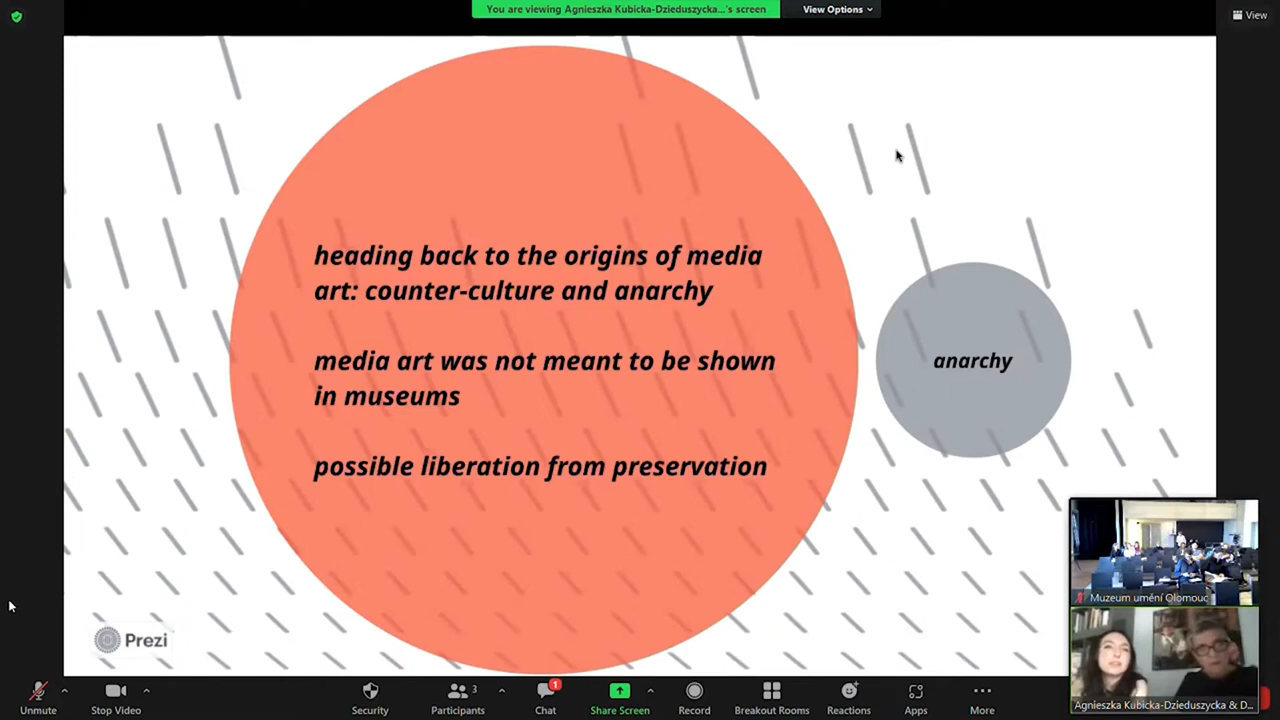 You are viewing Agnieszka Kubicka-Dzieduszycka...'s screen
View Options
View
heading back to the origins of media
art: counter-culture and anarchy
media art was not meant to be shown
in museums
possible liberation from preservation
anarchy
Prezi
Muzeum umění Olomouc
Agnieszka Kubicka-Dzieduszycka & D...
Unmute
Stop Video
Security
3
Participants
1
Chat
Share Screen
Record
Breakout Rooms
Reactions
Apps
More